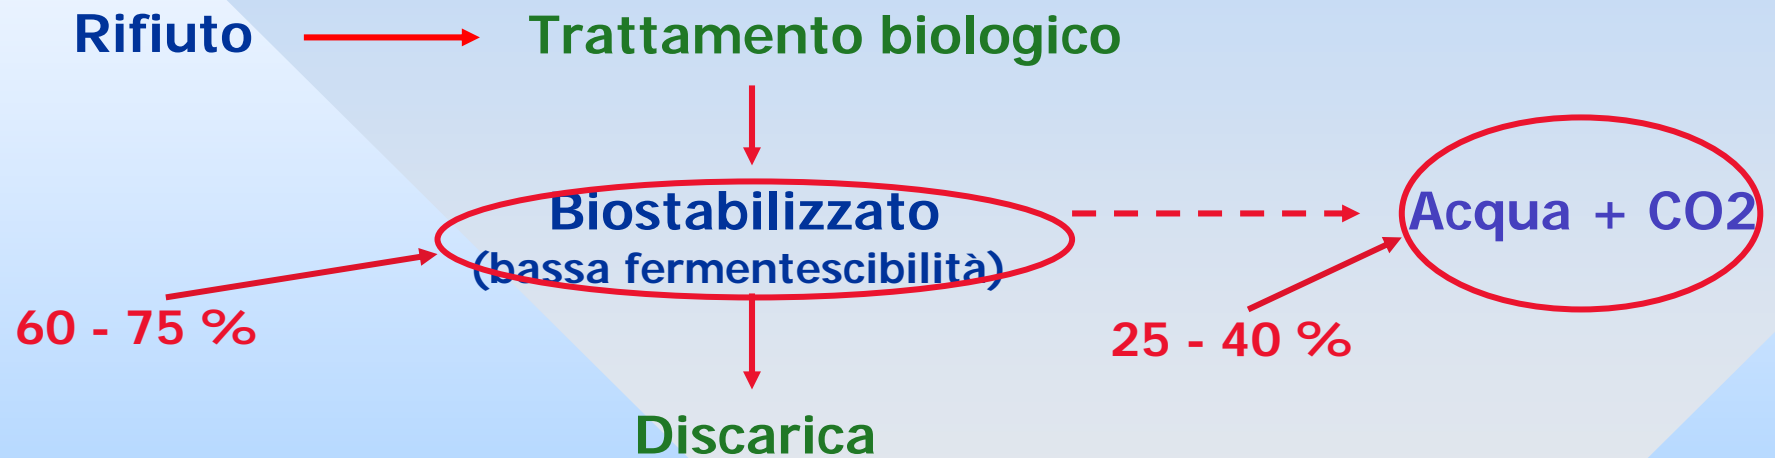 Rifiuto
Trattamento biologico
Biostabilizzato
(bassa fermentescibilità)
Acqua + CO2
60 - 75 %
25 - 40 %
Discarica